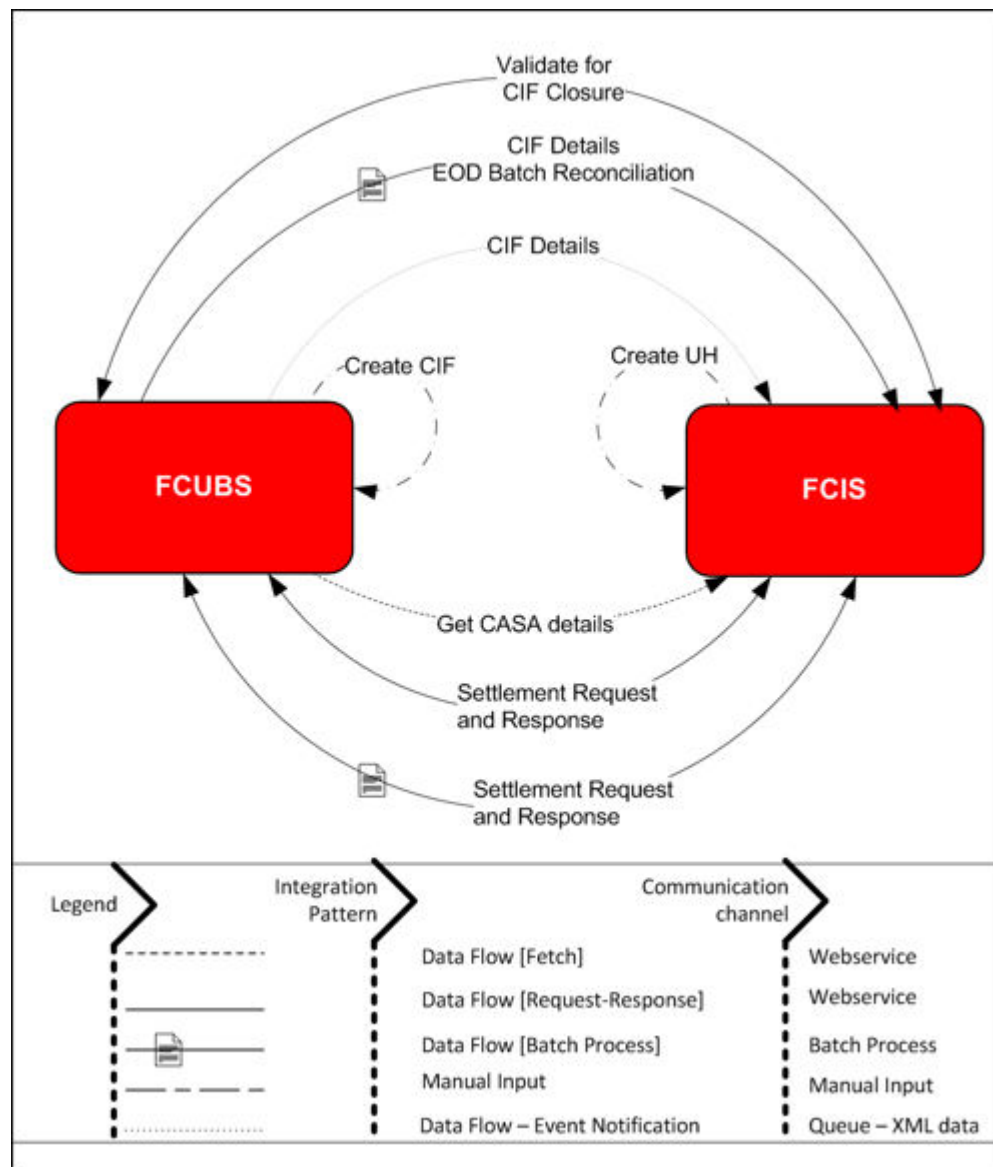 Validate for
CIF Closure
CIF Details
EOD Batch Reconciliation
CIF Details
Create CIF
Create UH
FCUBS
FCIS
Get CASA details
Settlement Request
and Response
Settlement Request
and Response
Legend
Integration
Pattern
Communication
channel
Data Flow [Fetch]
Webservice
Data Flow [Request-Response]
Webservice
Data Flow [Batch Process]
Batch Process
Manual Input
Manual Input
Data Flow – Event Notification
Queue – XML data